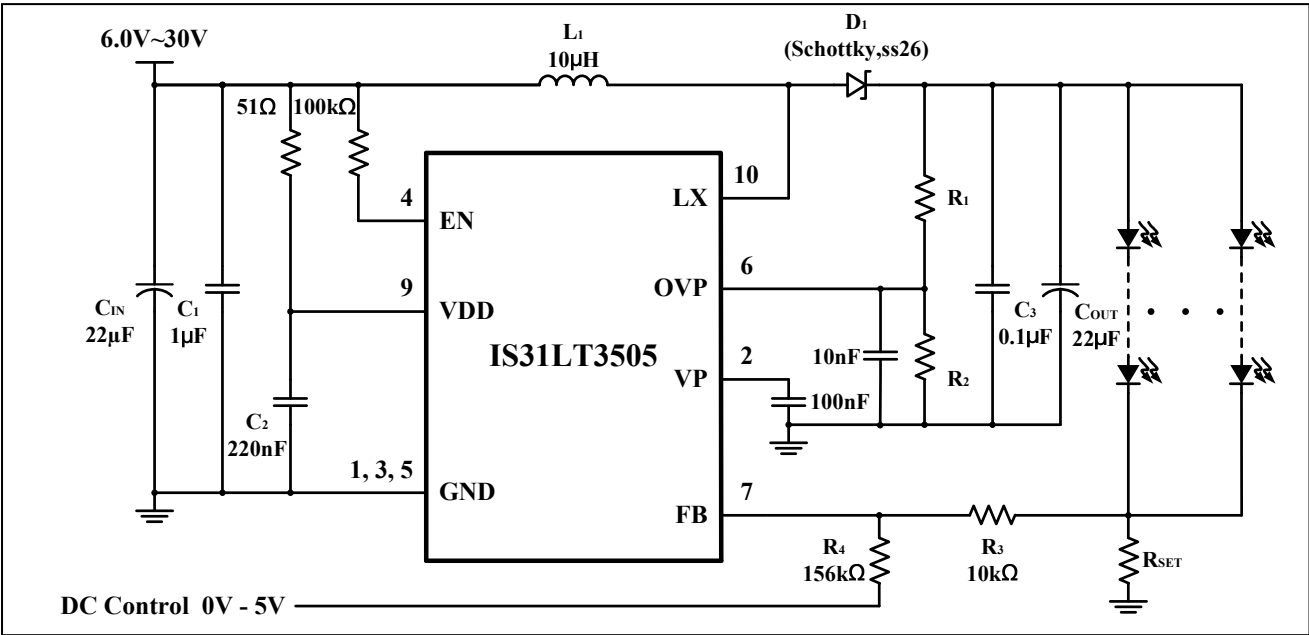 6.0V~30V
L1
10μH
D1
(Schottky,ss26)
51Ω
100kΩ
4
EN
10
LX
R1
6
OVP
9
VDD
CIN
22μF
C1
1μF
IS31LT3505
C3
0.1μF
COUT
22μF
. . .
10nF
R2
2
VP
100nF
C2
220nF
1, 3, 5
GND
7
FB
R4
156kΩ
R3
10kΩ
RSET
DC Control 0V - 5V